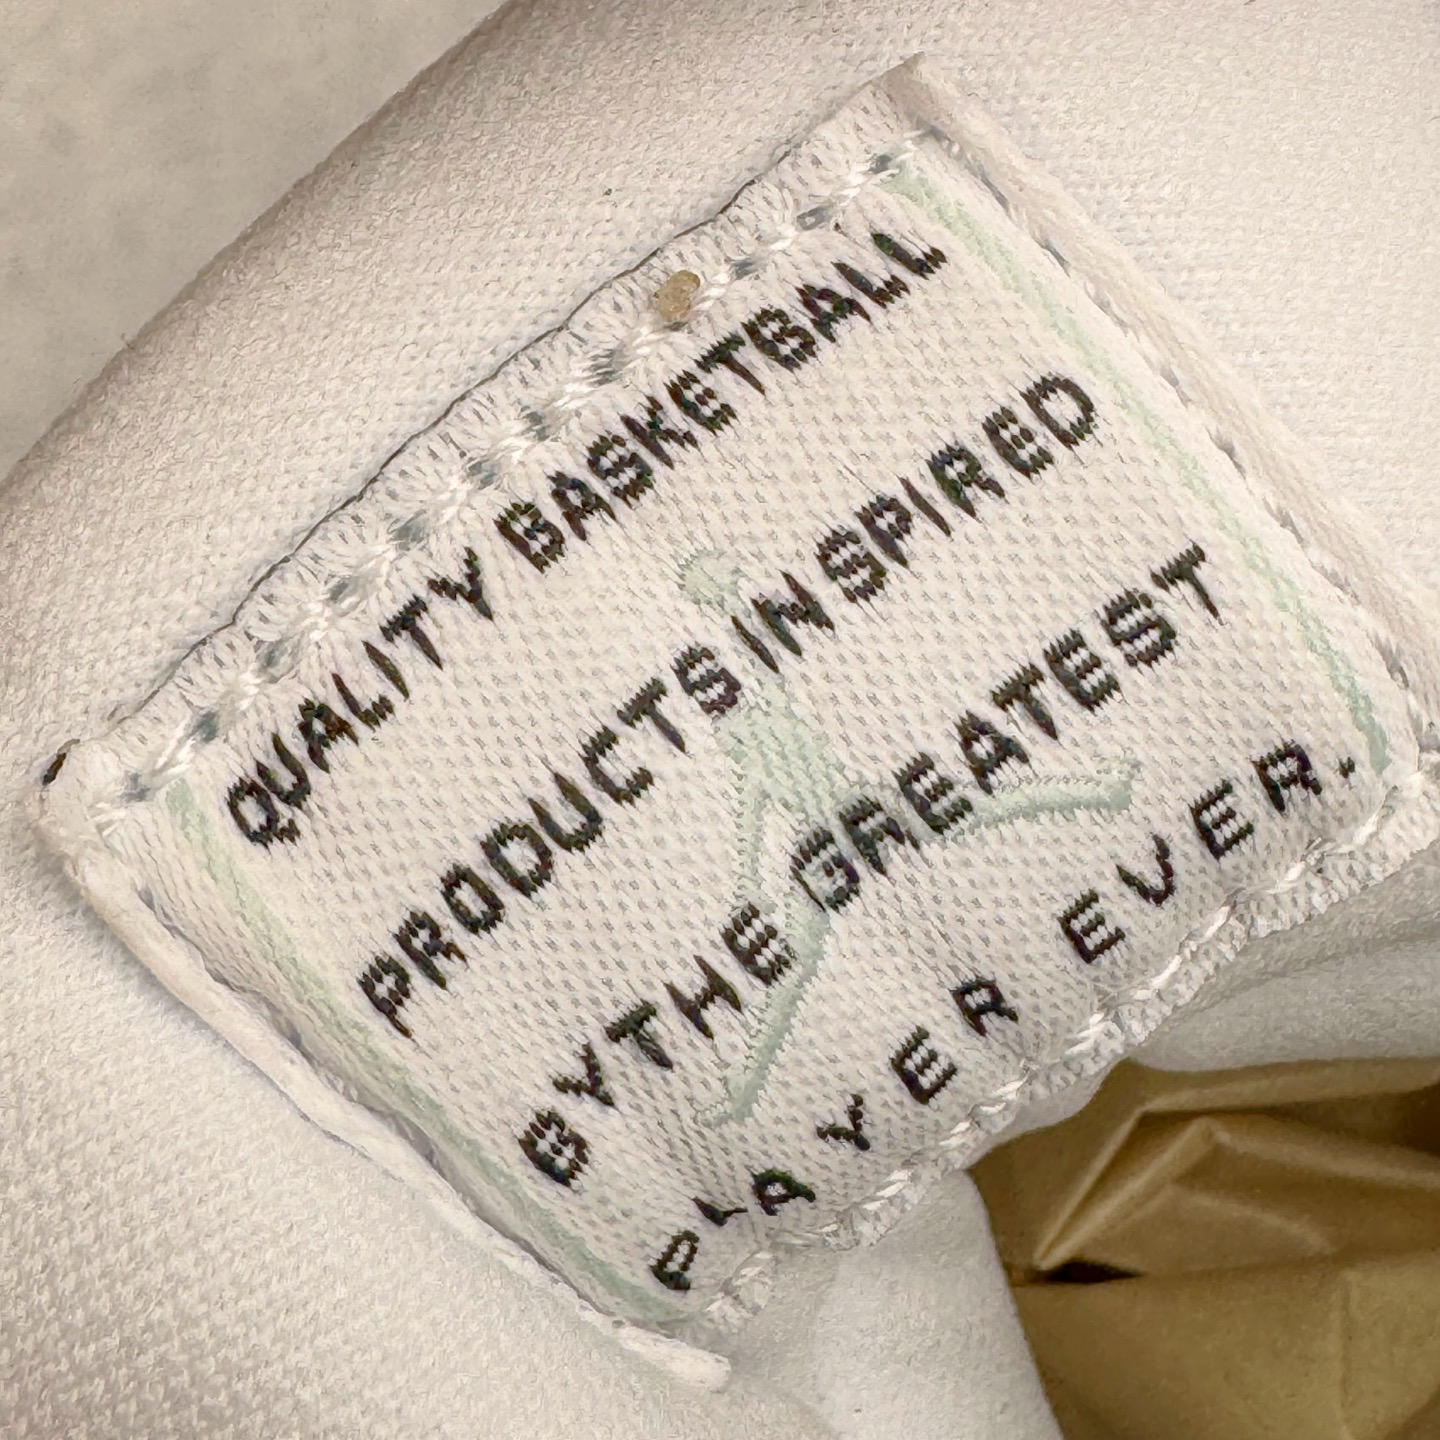 QUALITY BASKETBALL
PRODUCTS INSPIRED
BY THE GREATEST
PLAYER EVER.